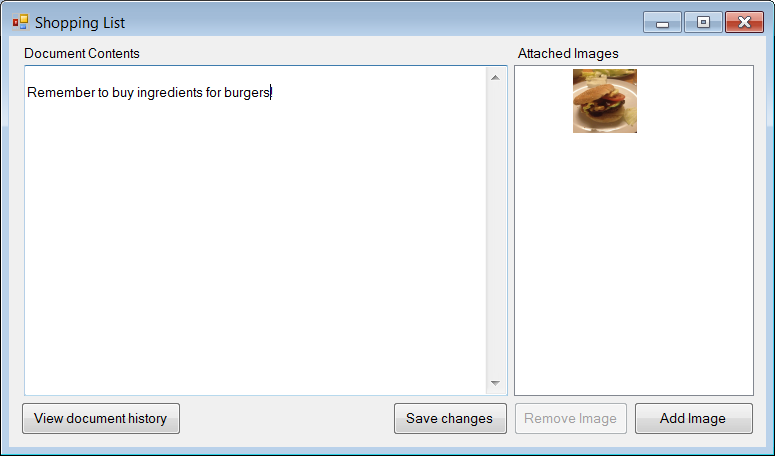 Shopping List
Document Contents
Attached Images
Remember to buy ingredients for burgers!
View document history
Save changes
Remove Image
Add Image